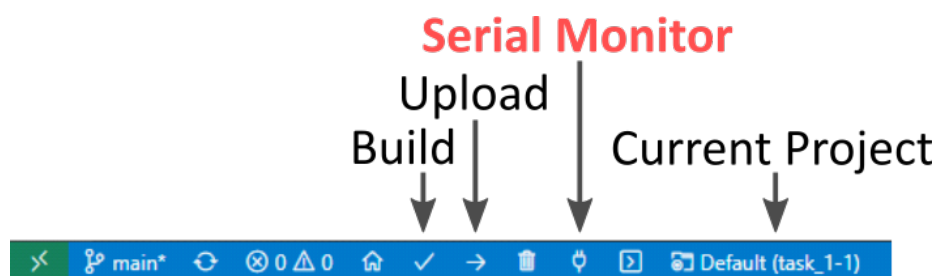 Serial Monitor
Upload
Build
Current Project
main* 0 0 Default (task_1-1)